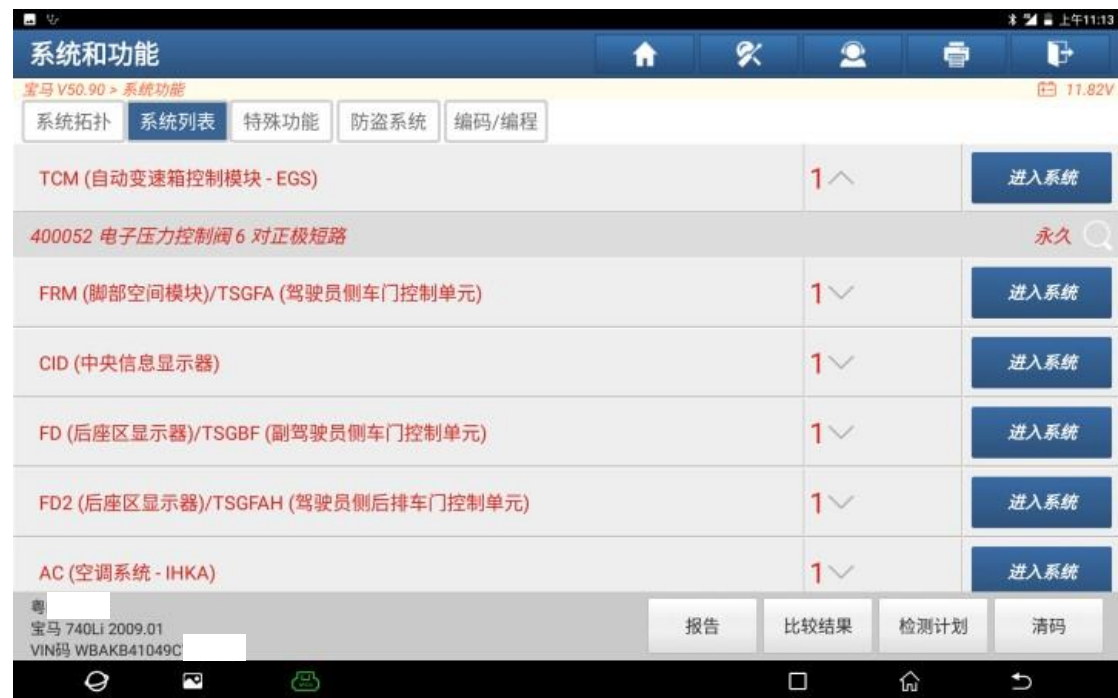 上午11:13
系统和功能
宝马 V50.90 > 系统功能
11.82V
系统拓扑 系统列表 特殊功能 防盗系统 编码/编程
TCM (自动变速箱控制模块 - EGS) 1 进入系统
400052 电子压力控制阀 6 对正极短路 永久
FRM (脚部空间模块)/TSGFA (驾驶员侧车门控制单元) 1 进入系统
CID (中央信息显示器) 1 进入系统
FD (后座区显示器)/TSGBF (副驾驶员侧车门控制单元) 1 进入系统
FD2 (后座区显示器)/TSGFAH (驾驶员侧后排车门控制单元) 1 进入系统
AC (空调系统 - IHKA) 1 进入系统
粤
宝马 740Li 2009.01
VIN码 WBAKB41049C
报告 比较结果 检测计划 清码